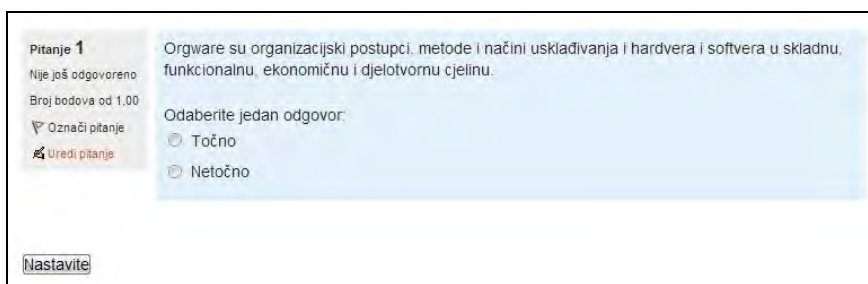 Pitanje 1
Nije još odgovoreno
Broj bodova od 1,00
Označi pitanje
Uredi pitanje
Orgware su organizacijski postupci, metode i načini usklađivanja i hardvera i softvera u skladnu,
funkcionalnu, ekonomičnu i djelotvornu cjelinu.
Odaberite jedan odgovor:
Točno
Netočno
Nastavite